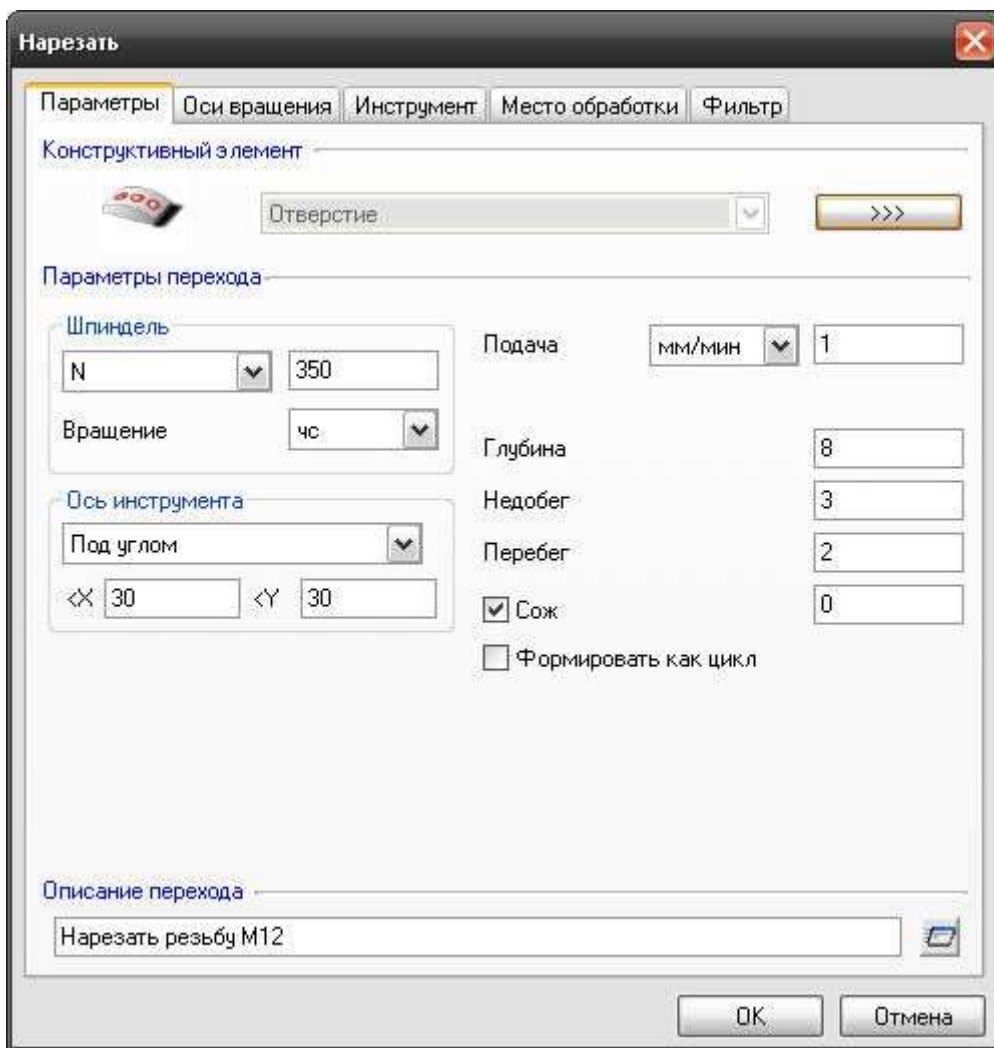 Нарезать
Параметры Оси вращения Инструмент Место обработки Фильтр
Конструктивный элемент
Отверстие >>>
Параметры перехода
Шпиндель
N 350
Вращение чс
Подача мм/мин 1
Глубина 8
Ось инструмента
Под углом
<X 30 <Y 30
Недобег 3
Перебег 2
Сож 0
Формировать как цикл
Описание перехода
Нарезать резьбу М12
OK Отмена